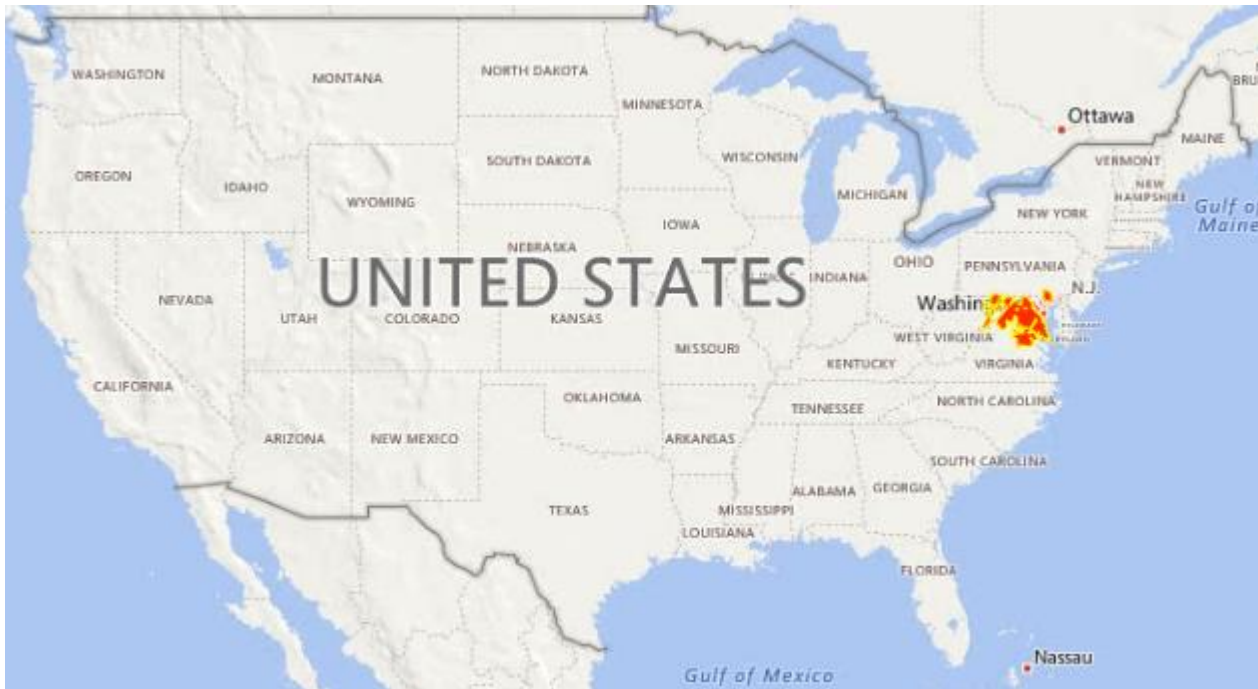 WASHINGTON
MONTANA
NORTH DAKOTA
MINNESOTA
Ottawa
MAINE
BRU
VERMONT
OREGON
IDAHO
SOUTH DAKOTA
WISCONSIN
MICHIGAN
NEW
HAMPSHIRE
WYOMING
NEW YORK
Gulf of
Maine
IOWA
NEBRASKA
OHIO
PENNSYLVANIA
UNITED STATES
INDIANA
N.J.
NEVADA
UTAH
COLORADO
KANSAS
Washin
WEST VIRGINIA
MISSOURI
KENTUCKY
VIRGINIA
CALIFORNIA
OKLAHOMA
TENNESSEE
NORTH CAROLINA
ARIZONA
NEW MEXICO
ARKANSAS
SOUTH CAROLINA
ALABAMA
GEORGIA
TEXAS
MISSISSIPPI
LOUISIANA
FLORIDA
Nassau
Gulf of Mexico